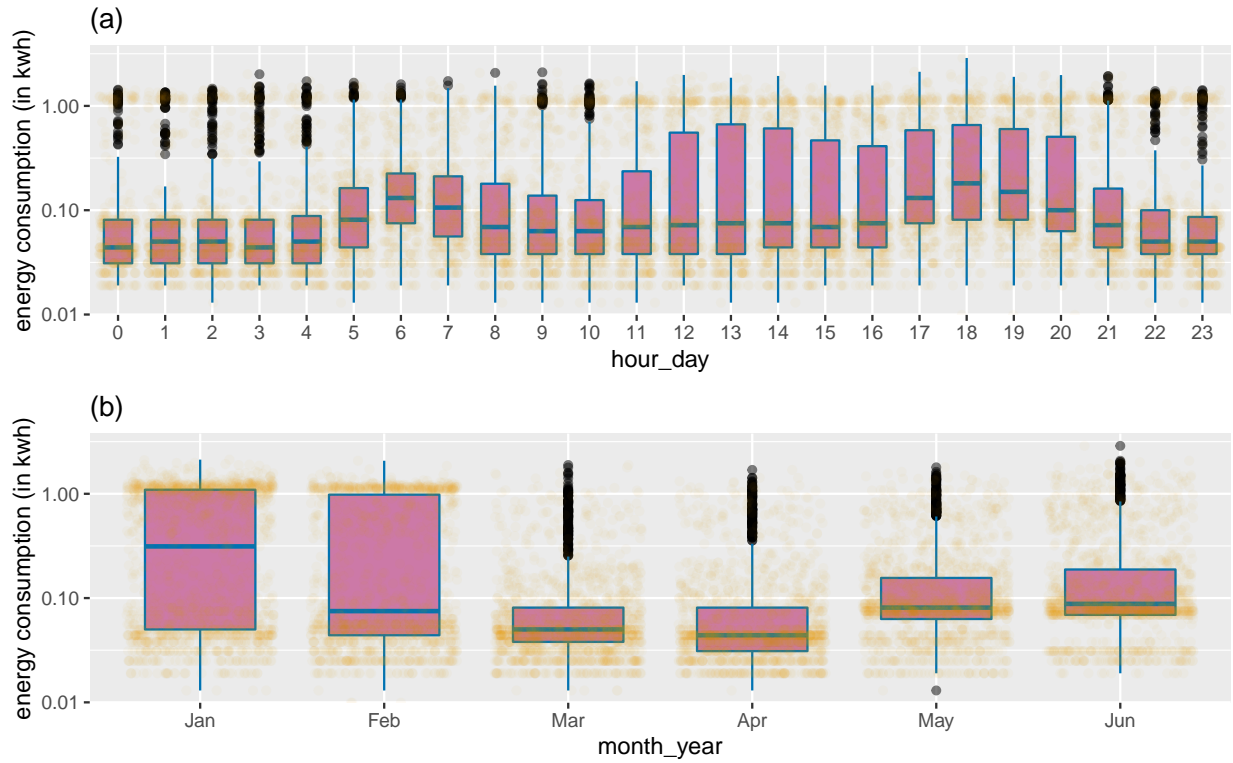 (a)
energy consumption (in kwh)
1.00
0.10
0.01
0 1 2 3 4 5 6 7 8 9 10 11 12 13 14 15 16 17 18 19 20 21 22 23
hour_day
(b)
energy consumption (in kwh)
1.00
0.10
0.01
Jan Feb Mar Apr May Jun
month_year